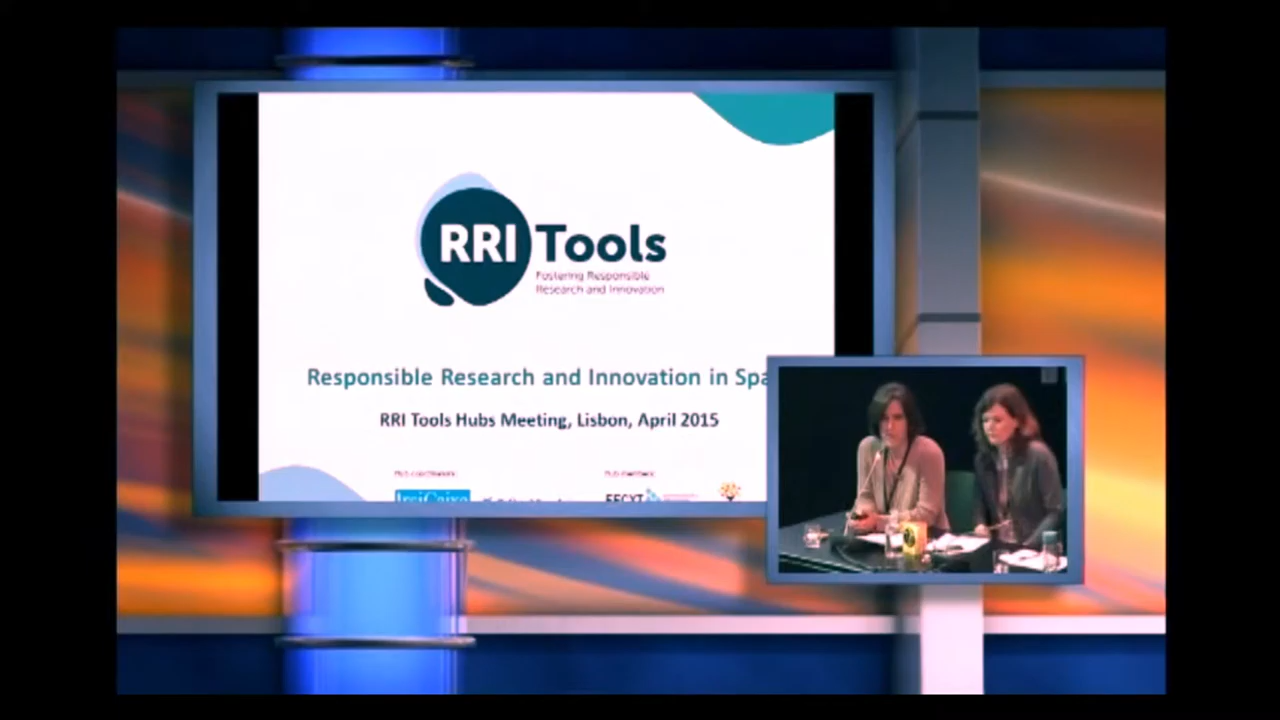 RRI Tools
Fostering Responsible
Research and Innovation
Responsible Research and Innovation in Spa
RRI Tools Hubs Meeting, Lisbon, April 2015